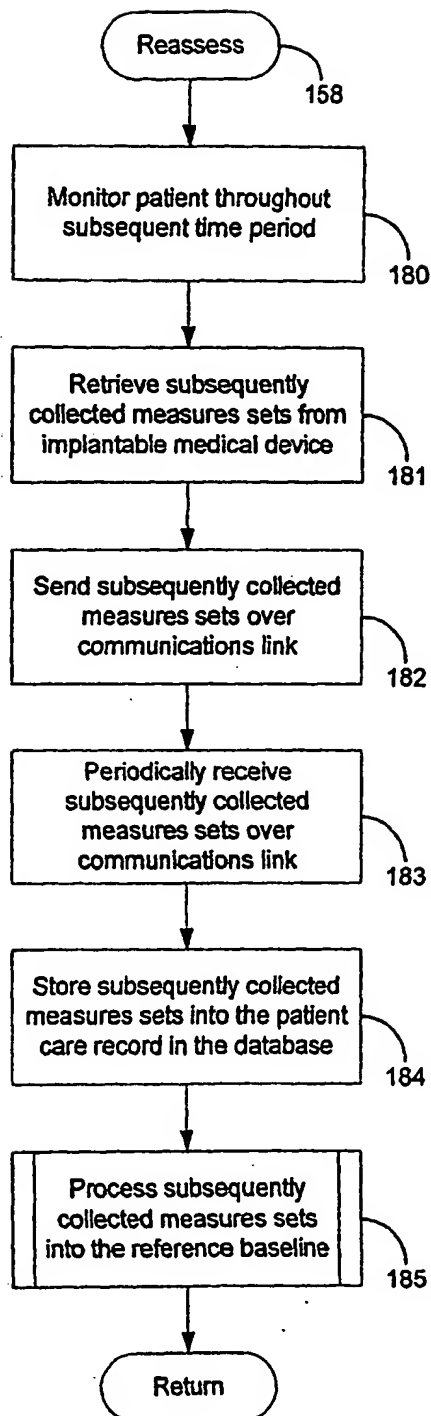 Reassess
158
Monitor patient throughout
subsequent time period
180
Retrieve subsequently
collected measures sets from
implantable medical device
181
Send subsequently collected
measures sets over
communications link
182
Periodically receive
subsequently collected
measures sets over
communications link
183
Store subsequently collected
measures sets into the patient
care record in the database
184
Process subsequently
collected measures sets
into the reference baseline
185
Return